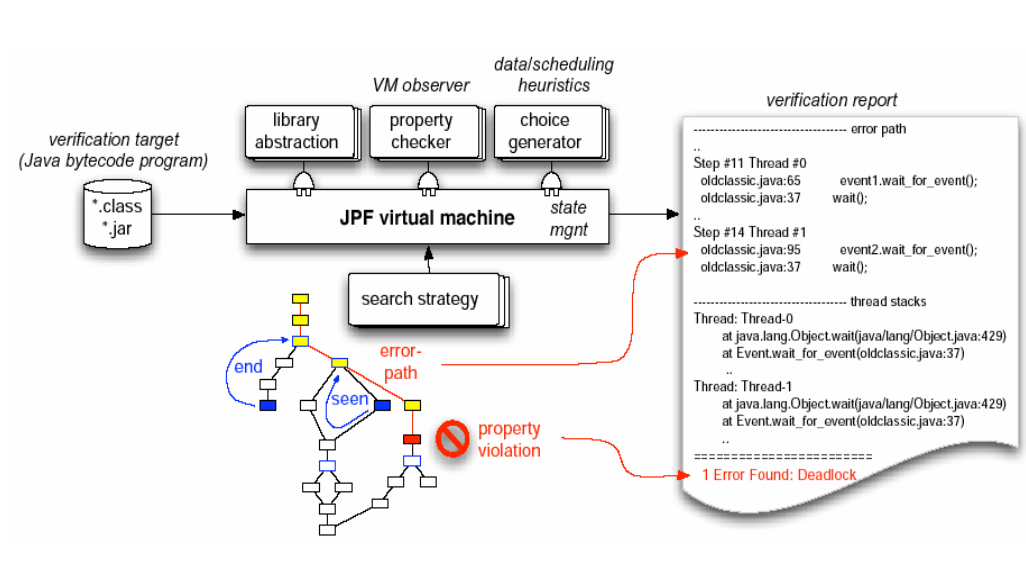 data/scheduling
heuristics
VM observer
verification report
library
abstraction
property
checker
choice
generator
verification target
(Java bytecode program)
*.class
*.jar
JPF virtual machine
state
mgnt
search strategy
end
seen
error-
path
property
violation
----------------------------------- error path
..
Step #11 Thread #0
oldclassic.java:65 event1.wait_for_event();
oldclassic.java:37 wait();
..
Step #14 Thread #1
oldclassic.java:95 event2.wait_for_event();
oldclassic.java:37 wait();
----------------------------------- thread stacks
Thread: Thread-0
at java.lang.Object.wait(java/lang/Object.java:429)
at Event.wait_for_event(oldclassic.java:37)
..
Thread: Thread-1
at java.lang.Object.wait(java/lang/Object.java:429)
at Event.wait_for_event(oldclassic.java:37)
..
========================
1 Error Found: Deadlock